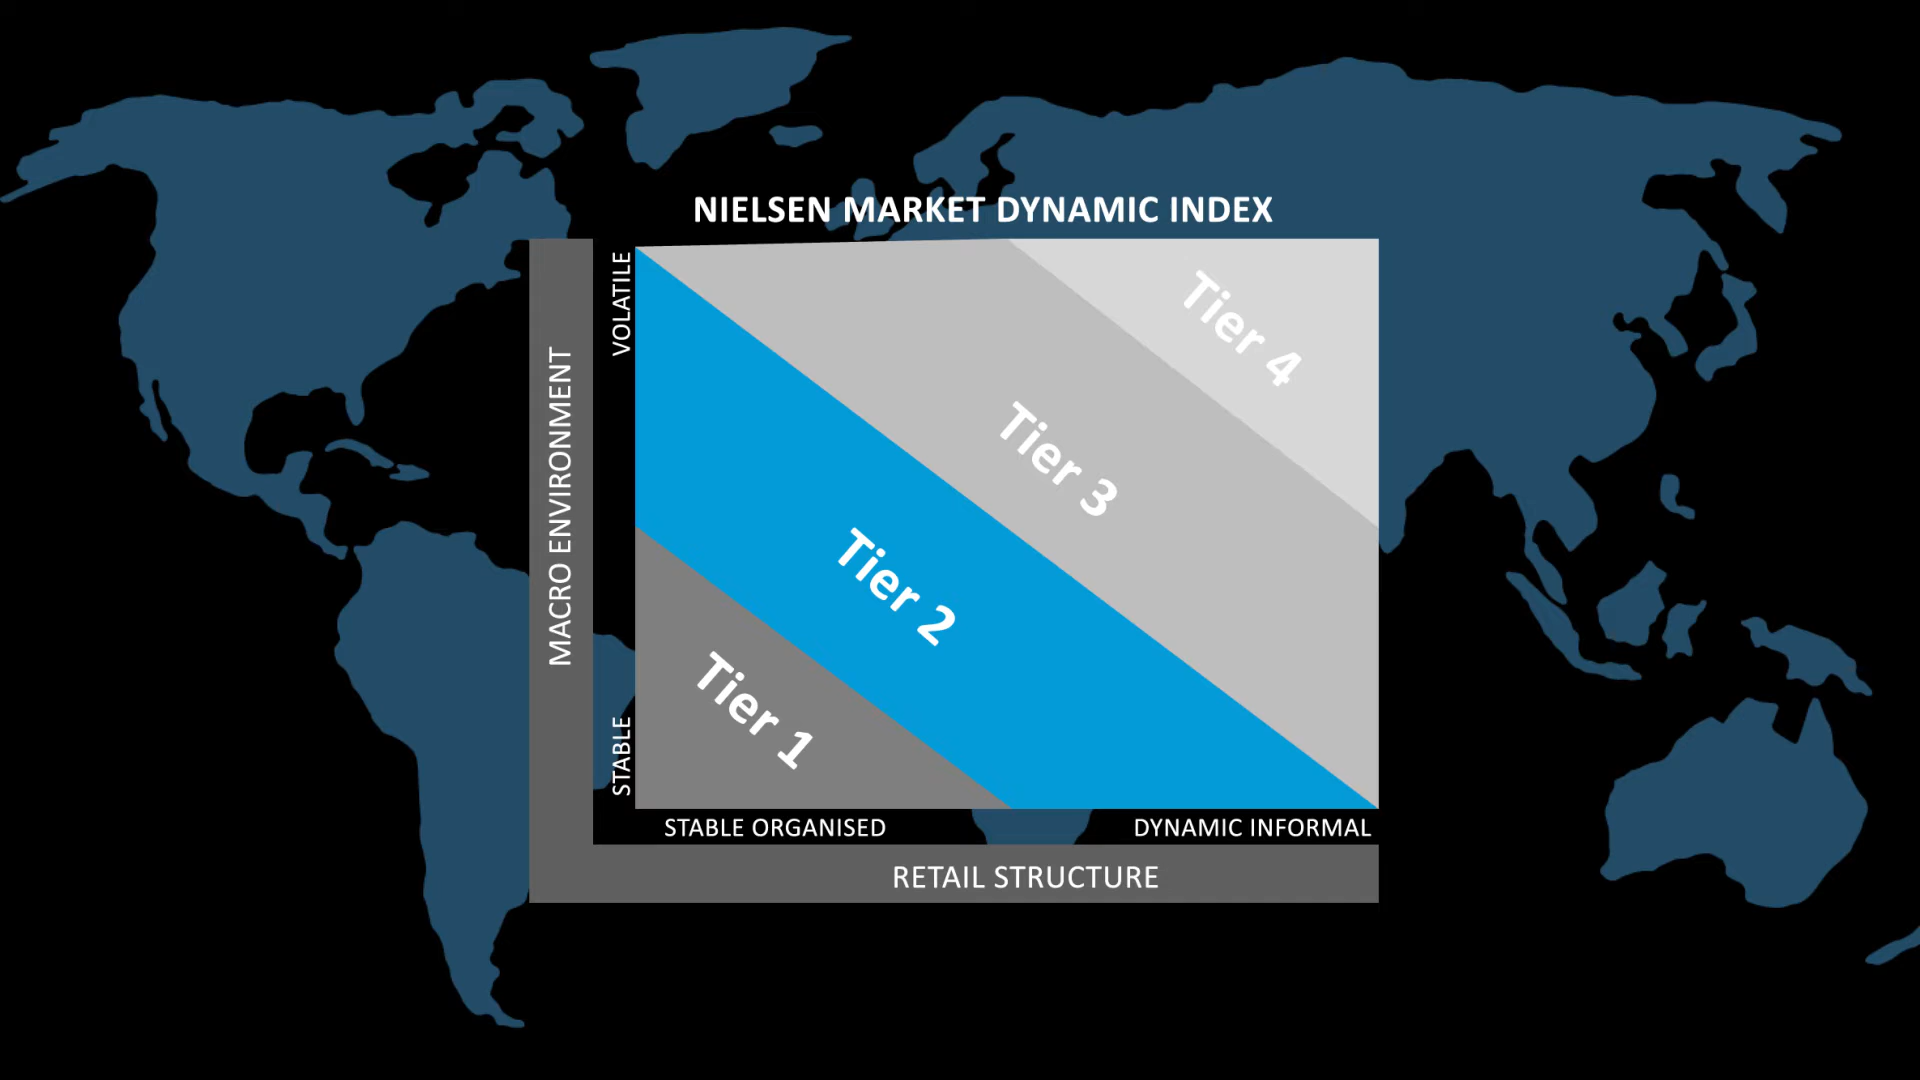 NIELSEN MARKET DYNAMIC INDEX
MACRO ENVIRONMENT
VOLATILE
STABLE
Tier 4
Tier 3
Tier 2
Tier 1
STABLE ORGANISED
DYNAMIC INFORMAL
RETAIL STRUCTURE